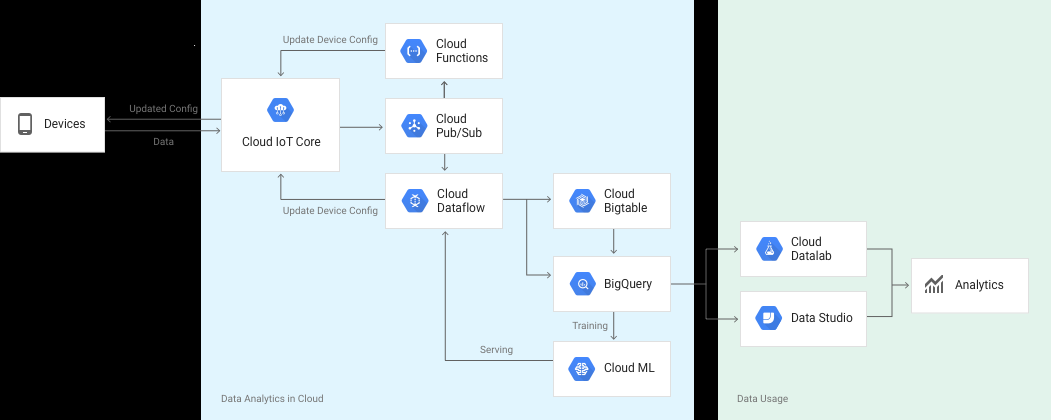 Update Device Config
Cloud
Functions
Devices
Updated Config
Data
Cloud IoT Core
Cloud
Pub/Sub
Update Device Config
Cloud
Dataflow
Cloud
Bigtable
BigQuery
Training
Serving
Cloud ML
Cloud
Datalab
Data Studio
Analytics
Data Analytics in Cloud
Data Usage